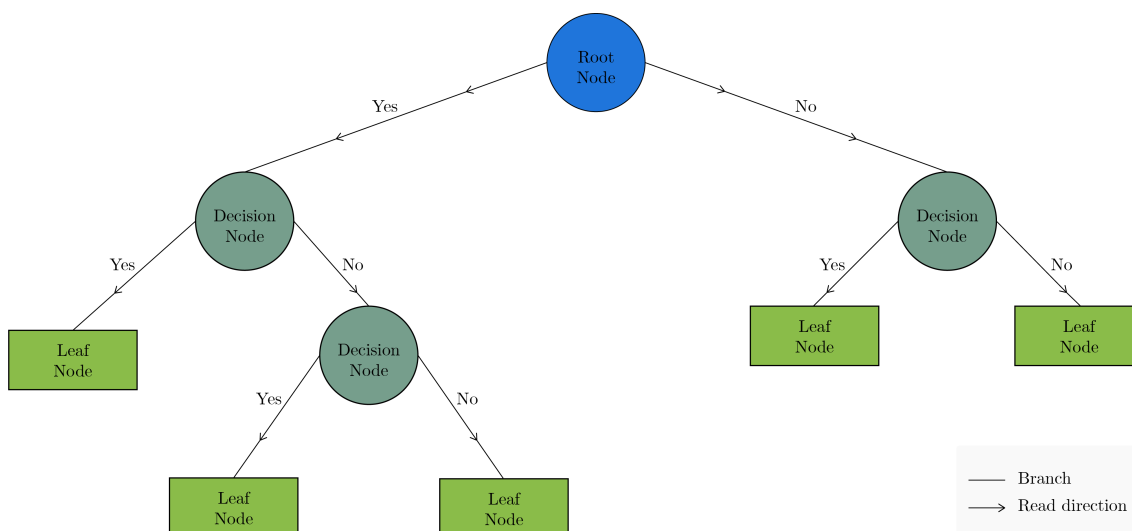 Root
Node
Yes
No
Decision
Node
Decision
Node
Yes
No
Yes
No
Leaf
Node
Decision
Node
Leaf
Node
Leaf
Node
Yes
No
Leaf
Node
Leaf
Node
Branch
Read direction